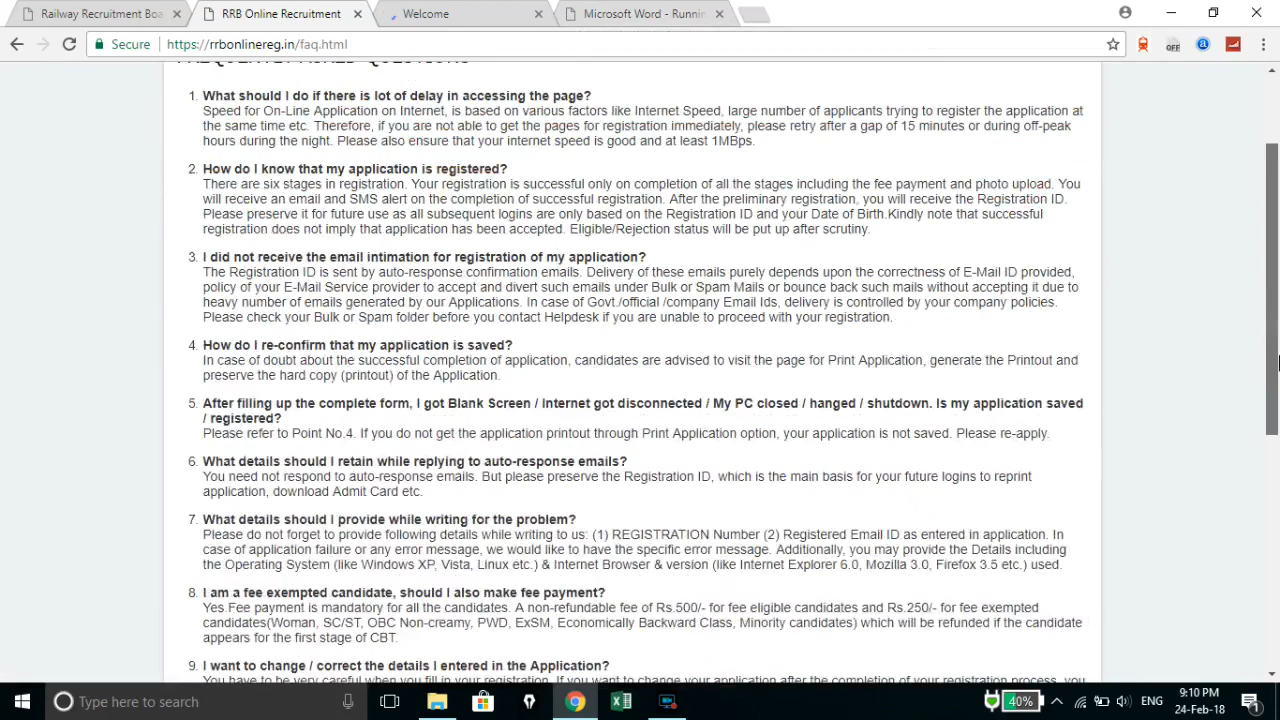 Railway Recruitment Boa
RRB Online Recruitment
Welcome
Microsoft Word - Runnin
Secure
https://rrbonlinereg.in/faq.html
OFF
FREQUENTLY ASKED QUESTIONS
1. What should I do if there is lot of delay in accessing the page?
Speed for On-Line Application on Internet, is based on various factors like Internet Speed, large number of applicants trying to register the application at
the same time etc. Therefore, if you are not able to get the pages for registration immediately, please retry after a gap of 15 minutes or during off-peak
hours during the night. Please also ensure that your internet speed is good and at least 1MBps.
2. How do I know that my application is registered?
There are six stages in registration. Your registration is successful only on completion of all the stages including the fee payment and photo upload. You
will receive an email and SMS alert on the completion of successful registration. After the preliminary registration, you will receive the Registration ID.
Please preserve it for future use as all subsequent logins are only based on the Registration ID and your Date of Birth.Kindly note that successful
registration does not imply that application has been accepted. Eligible/Rejection status will be put up after scrutiny.
3. I did not receive the email intimation for registration of my application?
The Registration ID is sent by auto-response confirmation emails. Delivery of these emails purely depends upon the correctness of E-Mail ID provided,
policy of your E-Mail Service provider to accept and divert such emails under Bulk or Spam Mails or bounce back such mails without accepting it due to
heavy number of emails generated by our Applications. In case of Govt./official /company Email Ids, delivery is controlled by your company policies.
Please check your Bulk or Spam folder before you contact Helpdesk if you are unable to proceed with your registration.
4. How do I re-confirm that my application is saved?
In case of doubt about the successful completion of application, candidates are advised to visit the page for Print Application, generate the Printout and
preserve the hard copy (printout) of the Application.
5. After filling up the complete form, I got Blank Screen / Internet got disconnected / My PC closed / hanged / shutdown. Is my application saved
/ registered?
Please refer to Point No.4. If you do not get the application printout through Print Application option, your application is not saved. Please re-apply.
6. What details should I retain while replying to auto-response emails?
You need not respond to auto-response emails. But please preserve the Registration ID, which is the main basis for your future logins to reprint
application, download Admit Card etc.
7. What details should I provide while writing for the problem?
Please do not forget to provide following details while writing to us: (1) REGISTRATION Number (2) Registered Email ID as entered in application. In
case of application failure or any error message, we would like to have the specific error message. Additionally, you may provide the Details including
the Operating System (like Windows XP, Vista, Linux etc.) & Internet Browser & version (like Internet Explorer 6.0, Mozilla 3.0, Firefox 3.5 etc.) used.
8. I am a fee exempted candidate, should I also make fee payment?
Yes.Fee payment is mandatory for all the candidates. A non-refundable fee of Rs.500/- for fee eligible candidates and Rs.250/- for fee exempted
candidates(Woman, SC/ST, OBC Non-creamy, PWD, ExSM, Economically Backward Class, Minority candidates) which will be refunded if the candidate
appears for the first stage of CBT.
9. I want to change / correct the details I entered in the Application?
You have to be very careful when you fill in your registration. If you want to change your application after the completion of your registration process, you
Type here to search
40%
ENG
9:10 PM
24-Feb-18